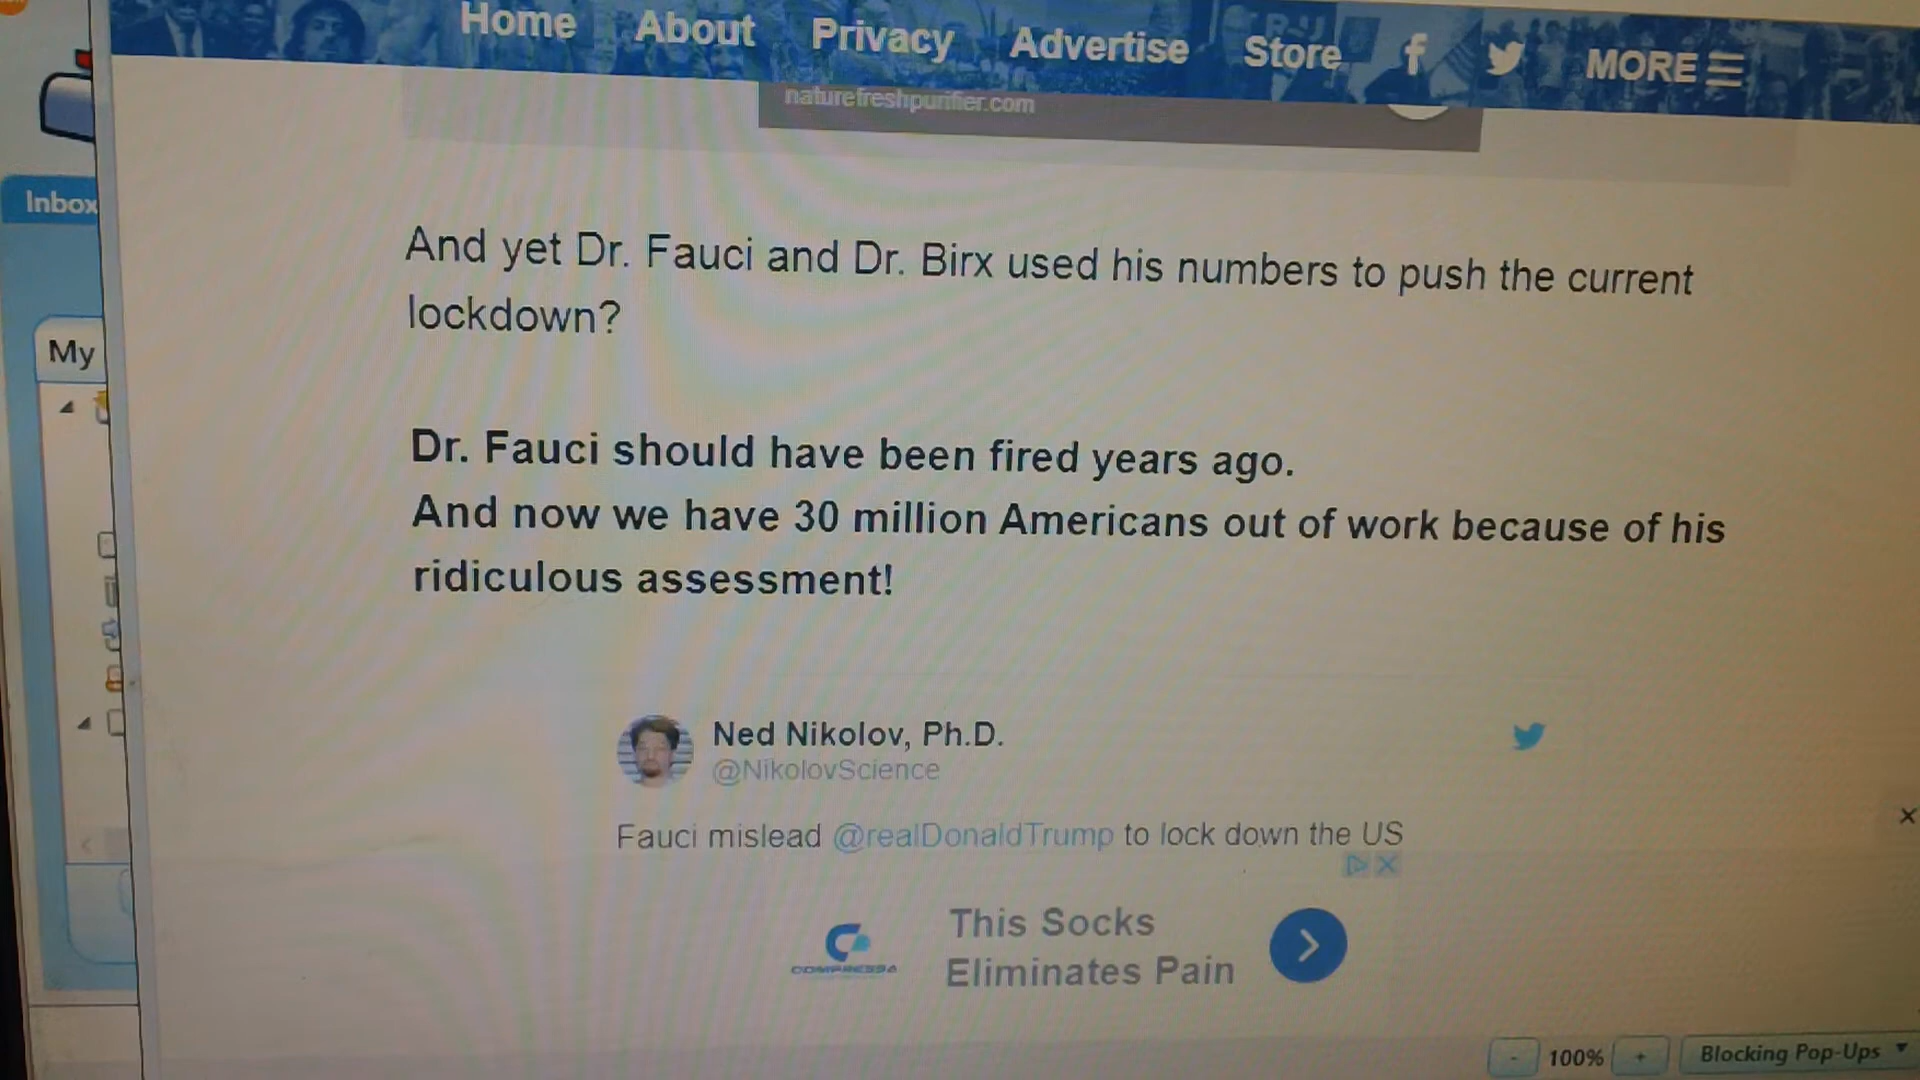 Home About Privacy Advertise Store MORE
naturefreshpurifier.com
Inbox
My
And yet Dr. Fauci and Dr. Birx used his numbers to push the current
lockdown?
Dr. Fauci should have been fired years ago.
And now we have 30 million Americans out of work because of his
ridiculous assessment!
Ned Nikolov, Ph.D.
@NikolovScience
Fauci mislead @realDonaldTrump to lock down the US
This Socks
Eliminates Pain
COMPRESSA
- 100% + Blocking Pop-Ups